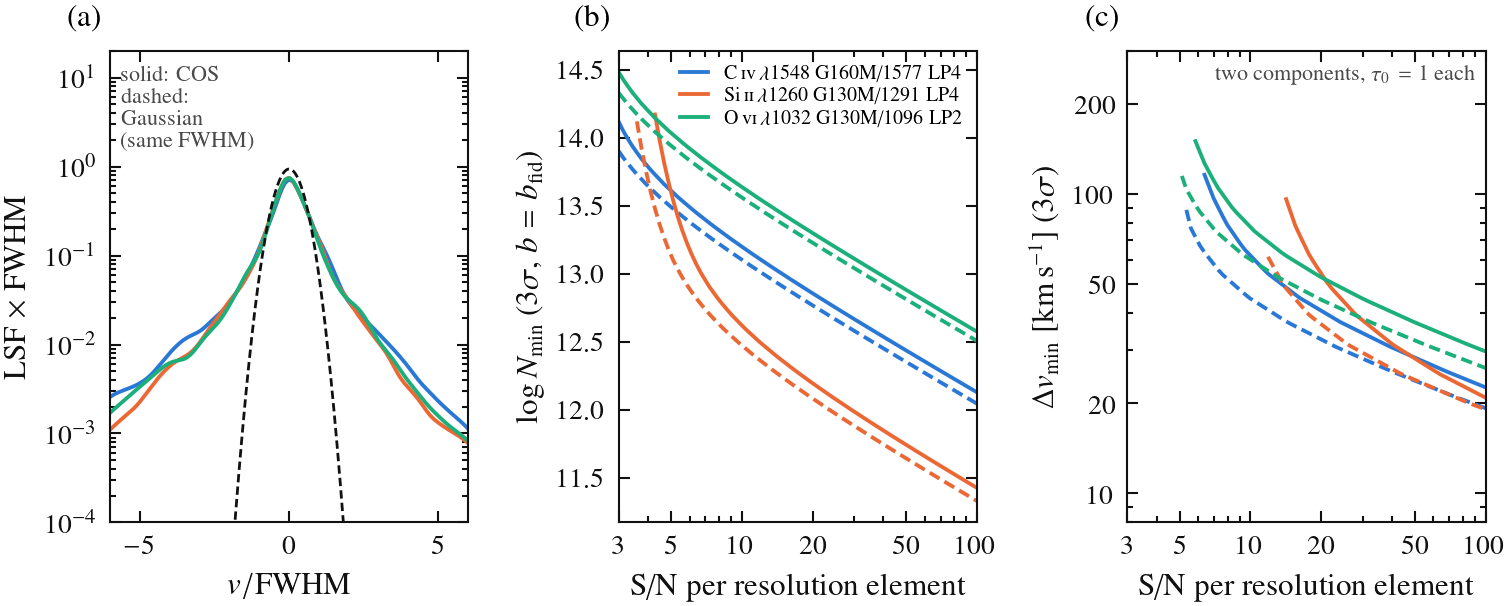 (a)
solid: COS
dashed:
Gaussian
(same FWHM)
10¹
10⁰
10⁻¹
10⁻²
10⁻³
10⁻⁴
LSF × FWHM
−5 0 5
v/FWHM
(b)
C IV λ1548 G160M/1577 LP4
Si II λ1260 G130M/1291 LP4
O VI λ1032 G130M/1096 LP2
14.5
14.0
13.5
13.0
12.5
12.0
11.5
log N_min (3σ, b = b_fid)
3 5 10 20 50 100
S/N per resolution element
(c)
two components, τ₀ = 1 each
200
100
50
20
10
Δv_min [km s⁻¹] (3σ)
3 5 10 20 50 100
S/N per resolution element